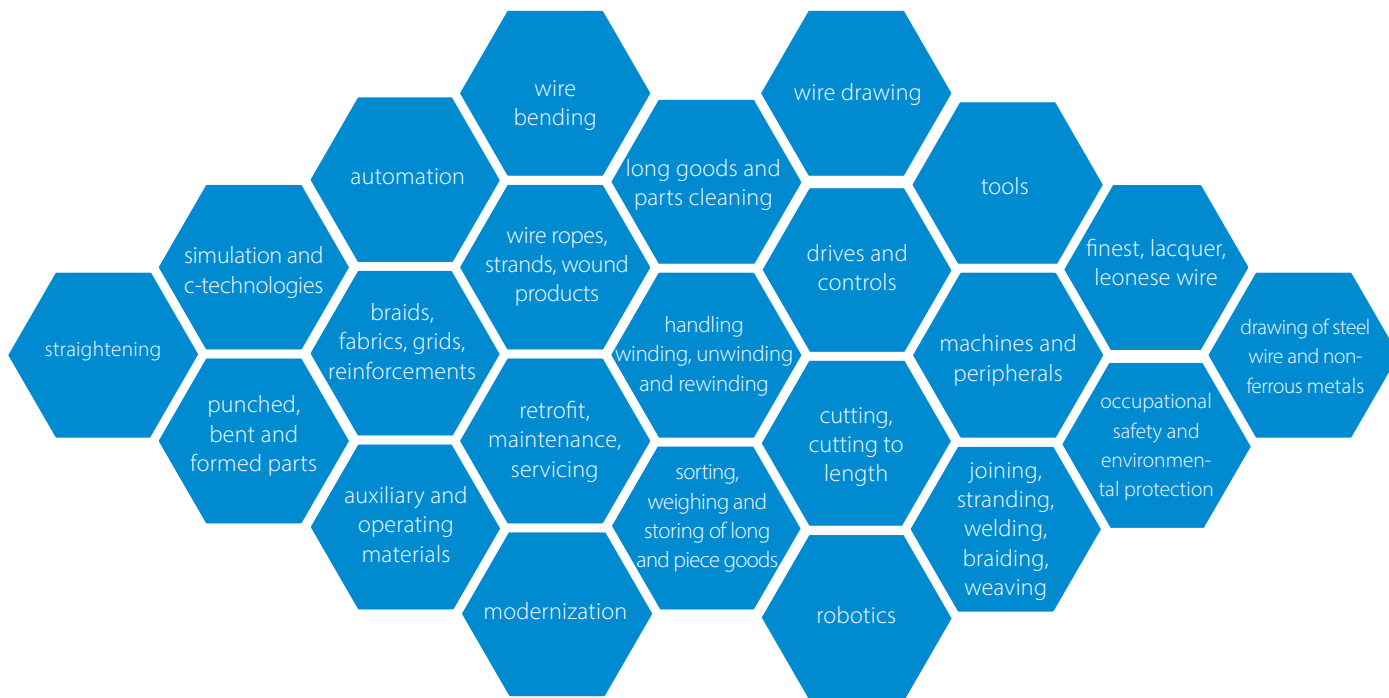 wire
bending
wire drawing
automation
long goods and
parts cleaning
tools
simulation and
c-technologies
wire ropes,
strands, wound
products
drives and
controls
finest, lacquer,
leonese wire
straightening
braids,
fabrics, grids,
reinforcements
handling
winding, unwinding
and rewinding
machines and
peripherals
drawing of steel
wire and non-
ferrous metals
punched,
bent and
formed parts
retrofit,
maintenance,
servicing
cutting,
cutting to
length
occupational
safety and
environmen-
tal protection
auxiliary and
operating
materials
sorting,
weighing and
storing of long
and piece goods
joining,
stranding,
welding,
braiding,
weaving
modernization
robotics